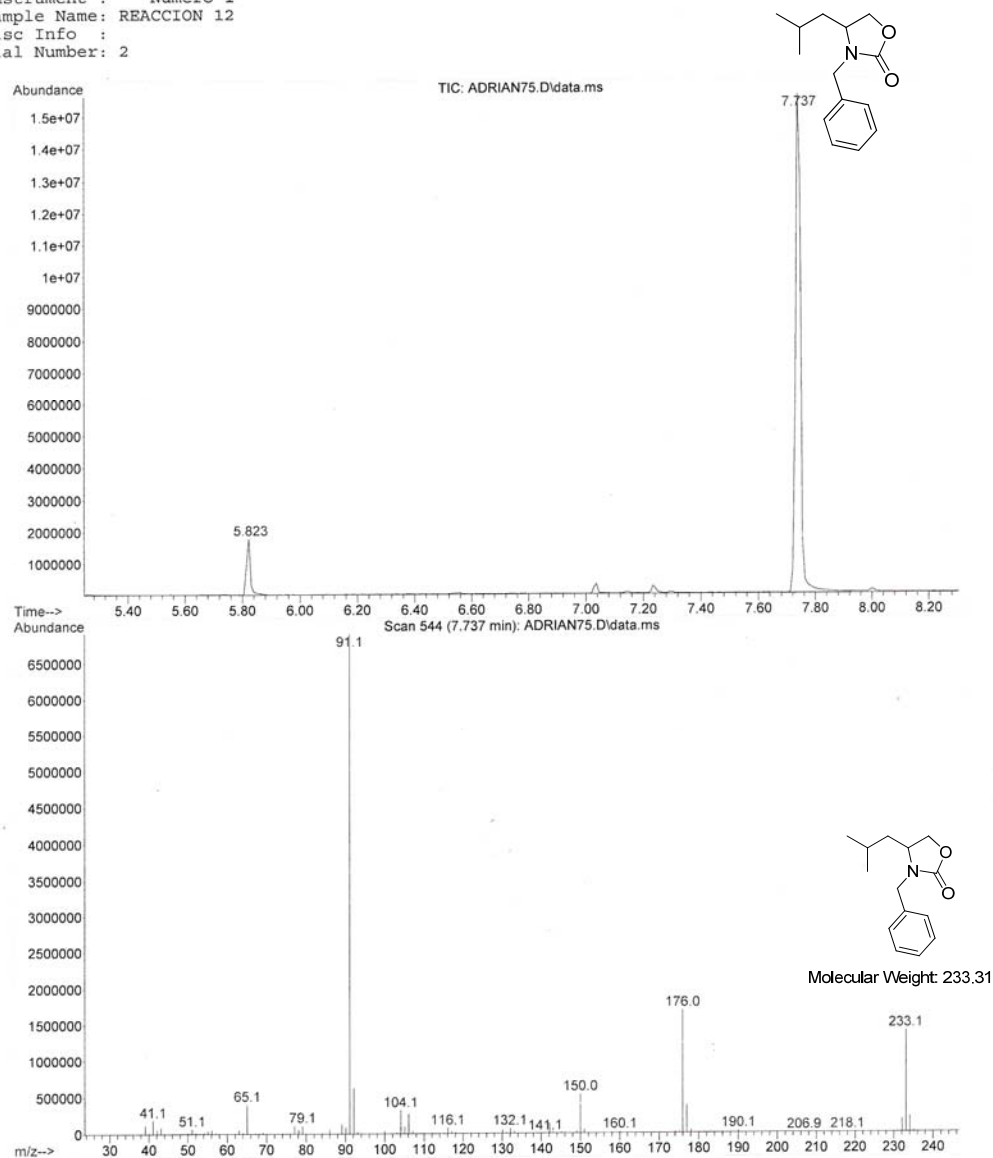 Sample Name: REACCION 12
Misc Info :
Vial Number: 2
O
N
O
Abundance
TIC: ADRIAN75.D\data.ms
7.737
1.5e+07
1.4e+07
1.3e+07
1.2e+07
1.1e+07
1e+07
9000000
8000000
7000000
6000000
5000000
4000000
3000000
2000000
1000000
5.823
5.40 5.60 5.80 6.00 6.20 6.40 6.60 6.80 7.00 7.20 7.40 7.60 7.80 8.00 8.20
Time-->
Abundance
Scan 544 (7.737 min): ADRIAN75.D\data.ms
91.1
6500000
6000000
5500000
5000000
4500000
4000000
3500000
3000000
2500000
2000000
1500000
1000000
500000
0
O
N
O
Molecular Weight: 233.31
176.0
233.1
150.0
41.1 51.1 65.1 79.1 104.1 116.1 132.1 141.1 160.1 190.1 206.9 218.1
30 40 50 60 70 80 90 100 110 120 130 140 150 160 170 180 190 200 210 220 230 240
m/z-->